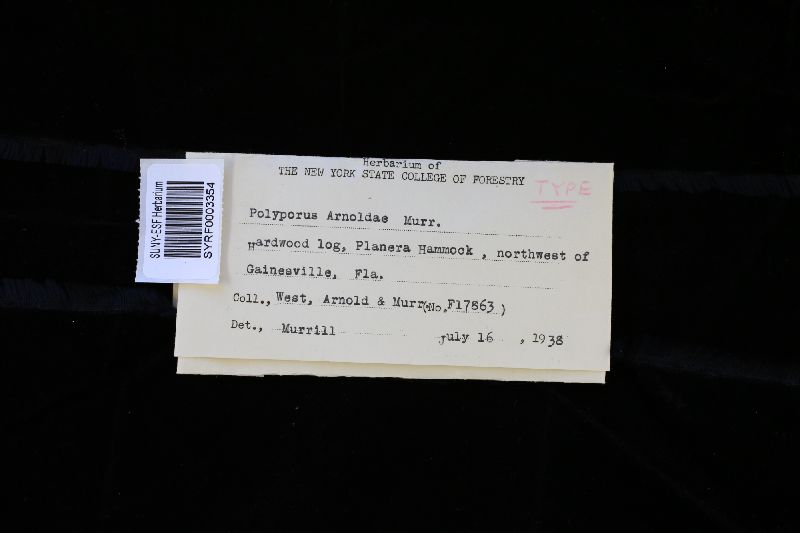 SUNY-ESF Herbarium
SYRF0003354
Herbarium of
THE NEW YORK STATE COLLEGE OF FORESTRY
TYPE
Polyporus Arnoldae Murr.
Hardwood log, Planera Hammock , northwest of
Gainesville, Fla.
Coll., West, Arnold & Murr(No. F17863 )
Det., Murrill July 16 , 1938